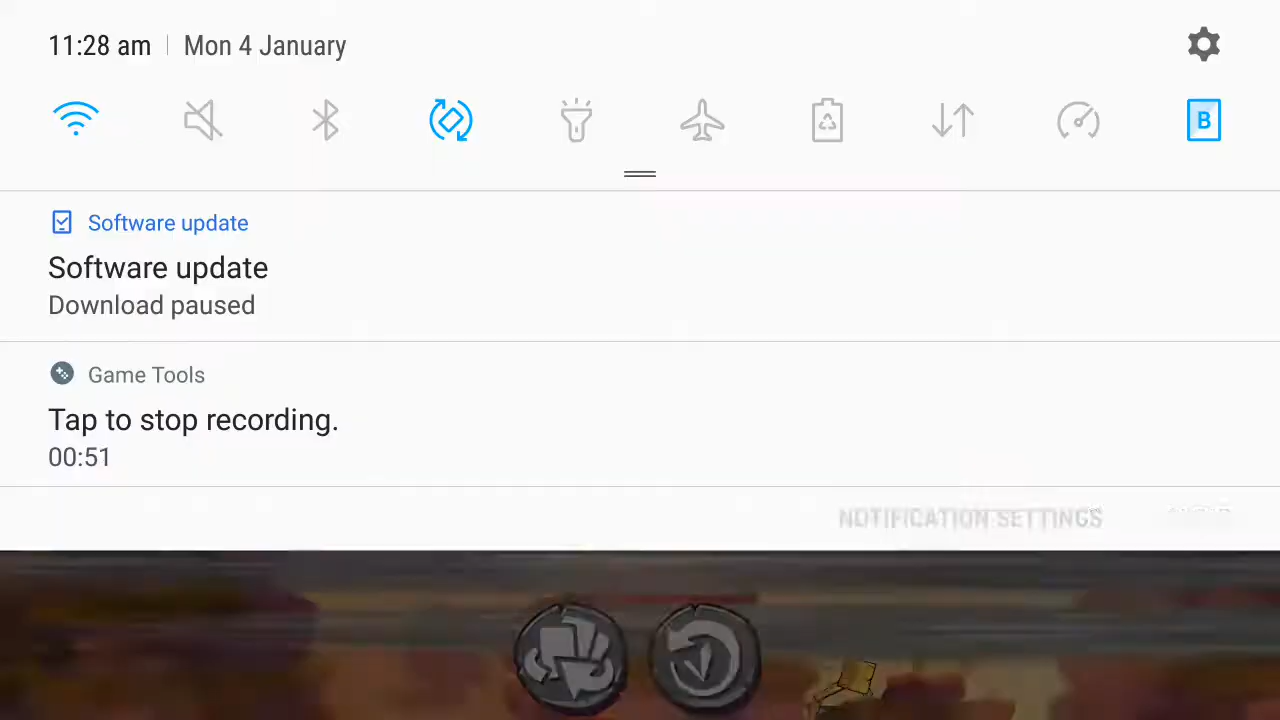 11:28 am | Mon 4 January
B
Software update
Software update
Download paused
Game Tools
Tap to stop recording.
00:51
NOTIFICATION SETTINGS